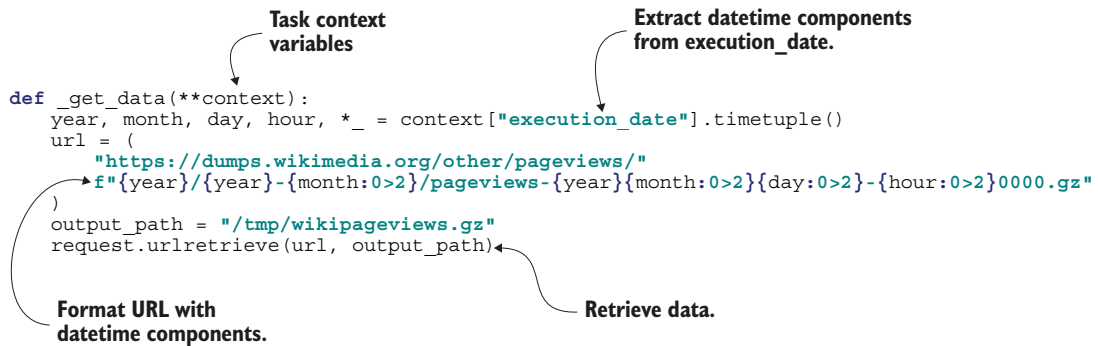 Task context
variables
Extract datetime components
from execution_date.
def _get_data(**context):
    year, month, day, hour, *_ = context["execution_date"].timetuple()
    url = (
        "https://dumps.wikimedia.org/other/pageviews/"
        f"{year}/{year}-{month:0>2}/pageviews-{year}{month:0>2}{day:0>2}-{hour:0>2}0000.gz"
    )
    output_path = "/tmp/wikipageviews.gz"
    request.urlretrieve(url, output_path)
Format URL with
datetime components.
Retrieve data.